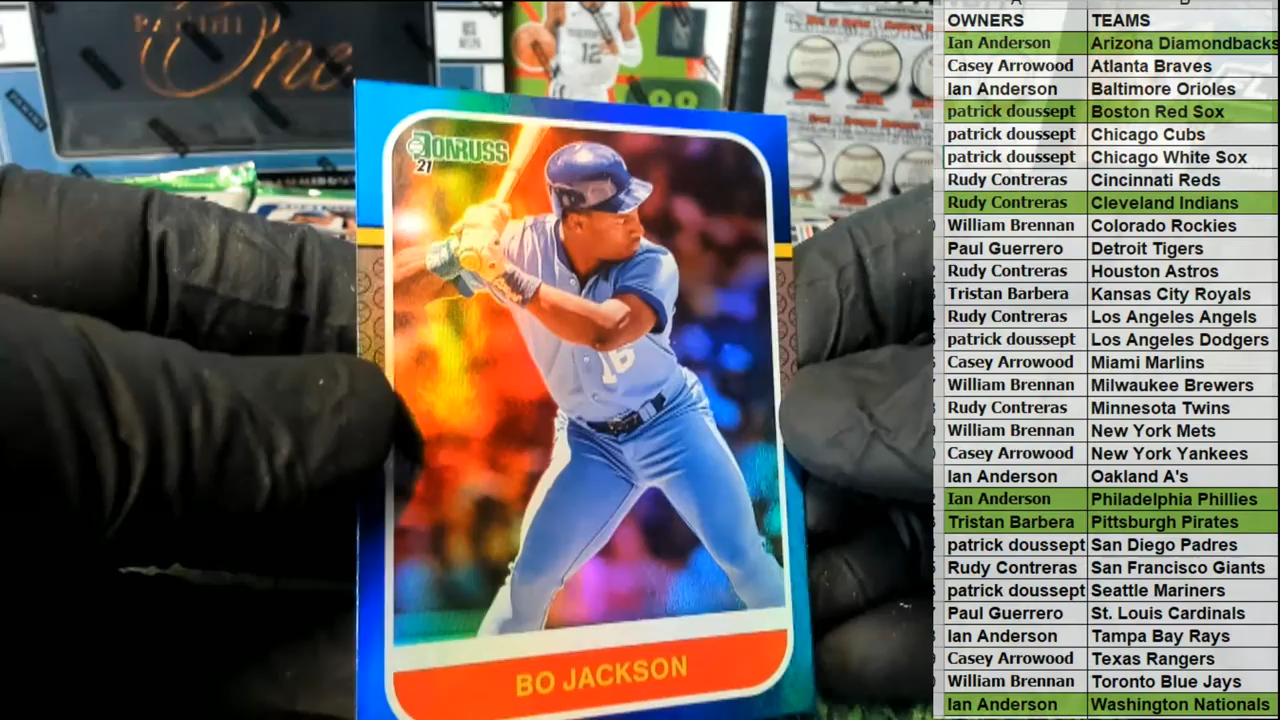 PANINI
One
12
DONRUSS
21
16
BO JACKSON
OWNERS TEAMS
Ian Anderson Arizona Diamondbacks
Casey Arrowood Atlanta Braves
Ian Anderson Baltimore Orioles
patrick doussept Boston Red Sox
patrick doussept Chicago Cubs
patrick doussept Chicago White Sox
Rudy Contreras Cincinnati Reds
Rudy Contreras Cleveland Indians
William Brennan Colorado Rockies
Paul Guerrero Detroit Tigers
Rudy Contreras Houston Astros
Tristan Barbera Kansas City Royals
Rudy Contreras Los Angeles Angels
patrick doussept Los Angeles Dodgers
Casey Arrowood Miami Marlins
William Brennan Milwaukee Brewers
Rudy Contreras Minnesota Twins
William Brennan New York Mets
Casey Arrowood New York Yankees
Ian Anderson Oakland A's
Ian Anderson Philadelphia Phillies
Tristan Barbera Pittsburgh Pirates
patrick doussept San Diego Padres
Rudy Contreras San Francisco Giants
patrick doussept Seattle Mariners
Paul Guerrero St. Louis Cardinals
Ian Anderson Tampa Bay Rays
Casey Arrowood Texas Rangers
William Brennan Toronto Blue Jays
Ian Anderson Washington Nationals